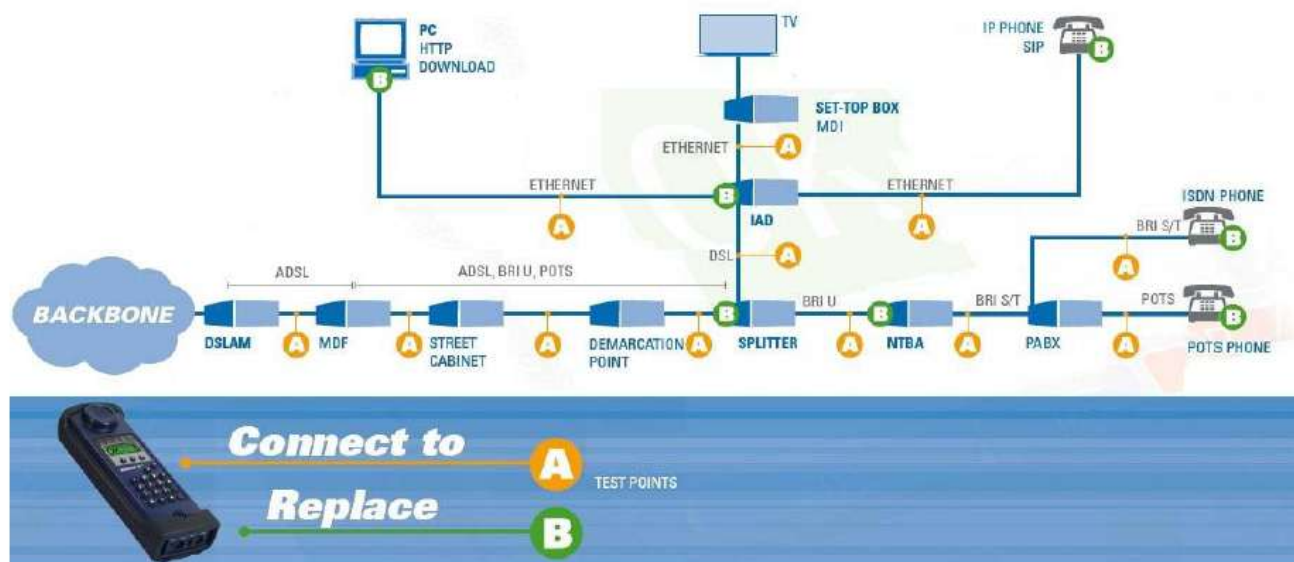 PC
HTTP
DOWNLOAD
B
TV
IP PHONE
SIP
B
SET-TOP BOX
MDI
ETHERNET
A
ETHERNET
A
B
IAD
ETHERNET
A
ISDN PHONE
BRI S/T
A
B
DSL
A
ADSL
ADSL, BRI U, POTS
BACKBONE
DSLAM
A
MDF
A
STREET
CABINET
A
DEMARCATION
POINT
A
B
SPLITTER
BRI U
A
B
NTBA
BRI S/T
A
PABX
POTS
A
B
POTS PHONE
Connect to
A
TEST POINTS
Replace
B